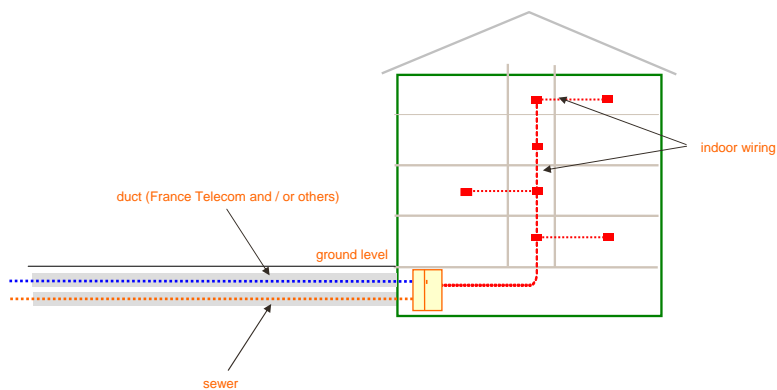 indoor wiring
duct (France Telecom and / or others)
ground level
sewer